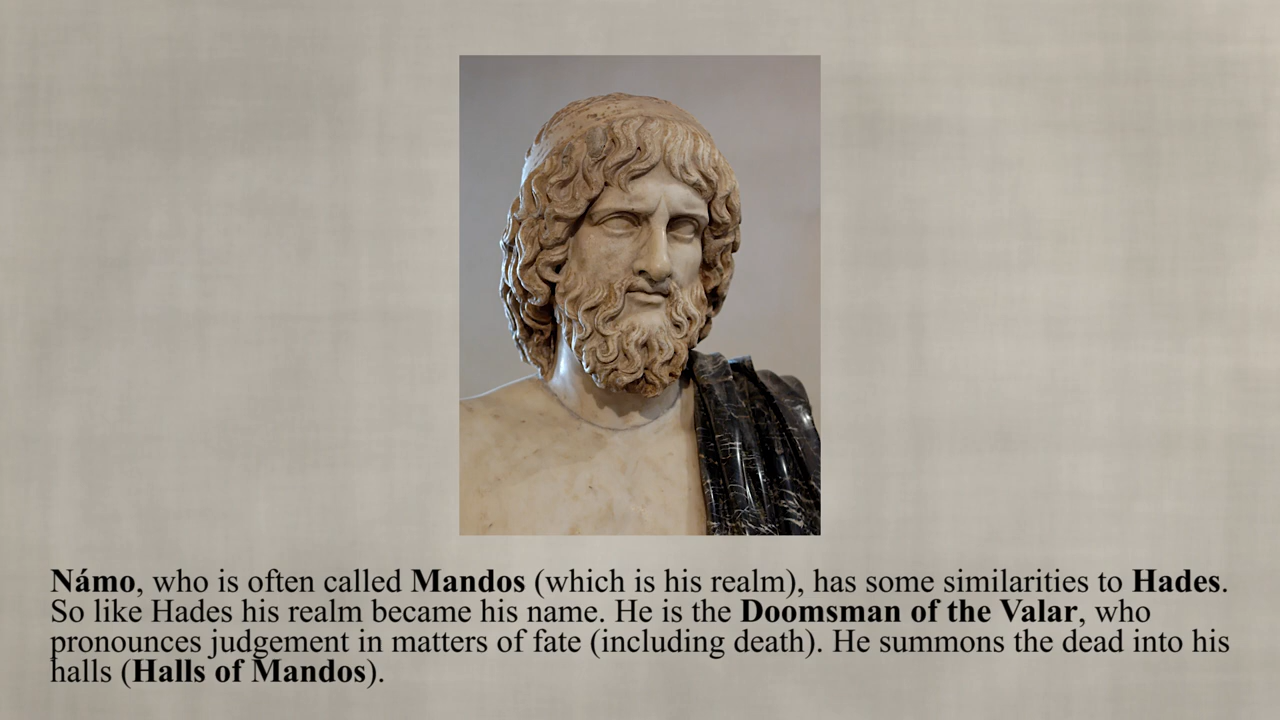 Námo, who is often called Mandos (which is his realm), has some similarities to Hades.
So like Hades his realm became his name. He is the Doomsman of the Valar, who
pronounces judgement in matters of fate (including death). He summons the dead into his
halls (Halls of Mandos).